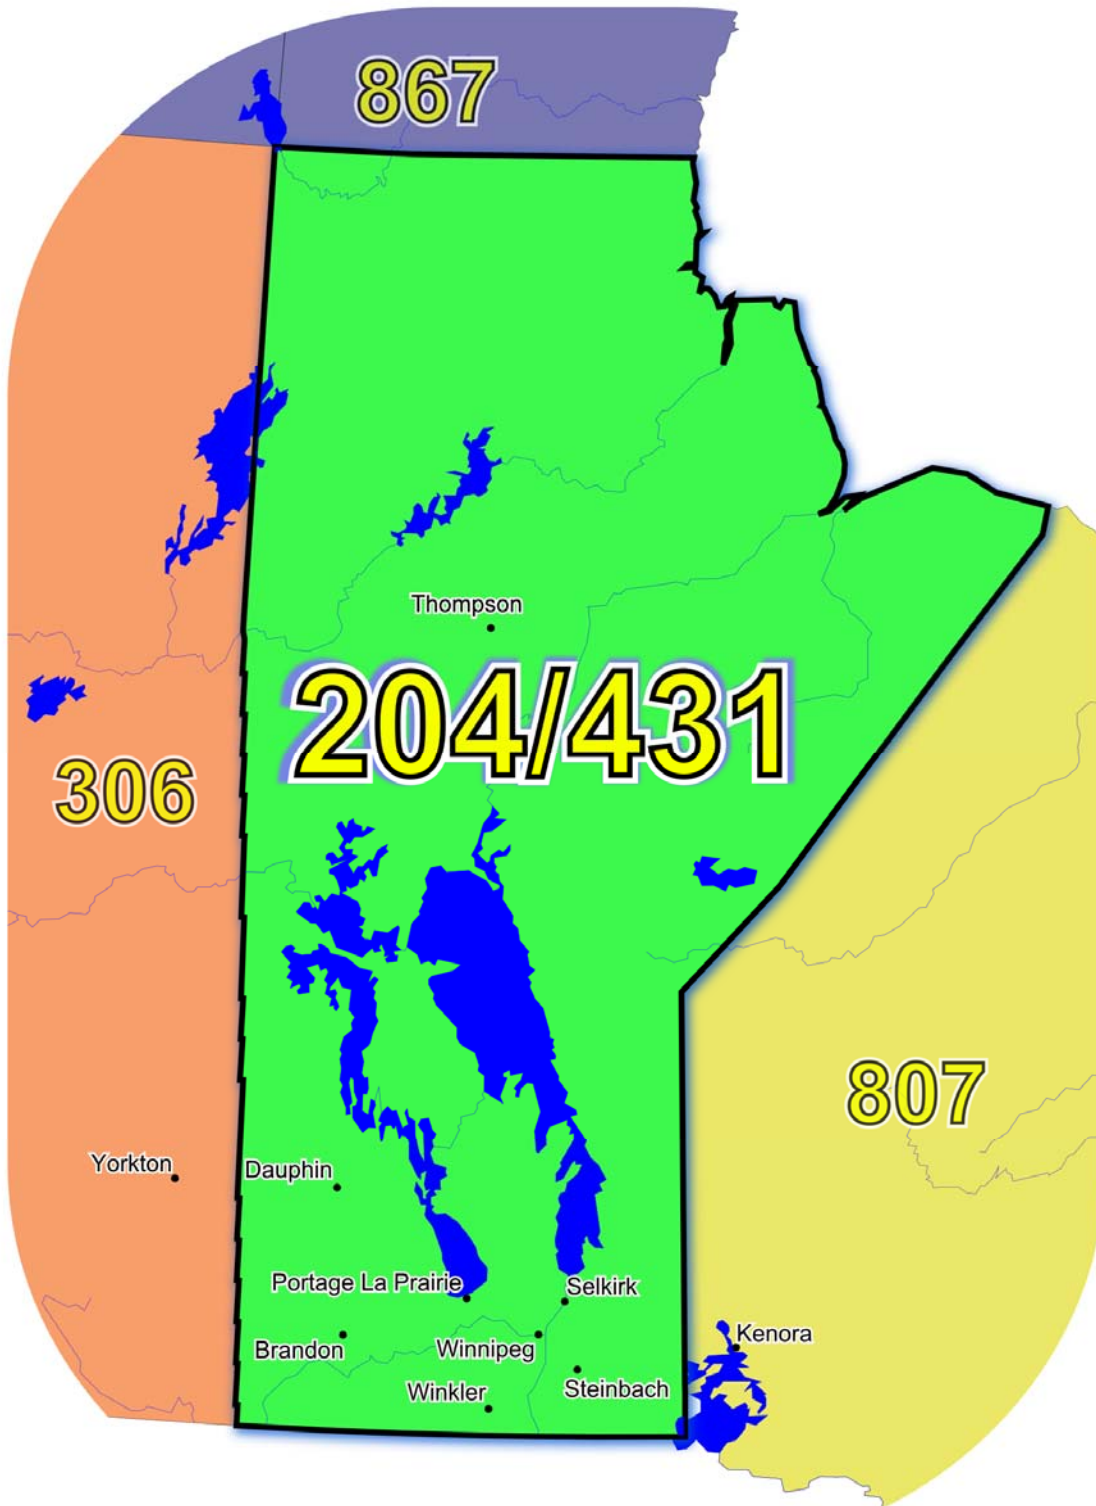 867
Thompson
204/431
306
807
Yorkton
Dauphin
Portage La Prairie
Selkirk
Kenora
Brandon
Winnipeg
Winkler
Steinbach